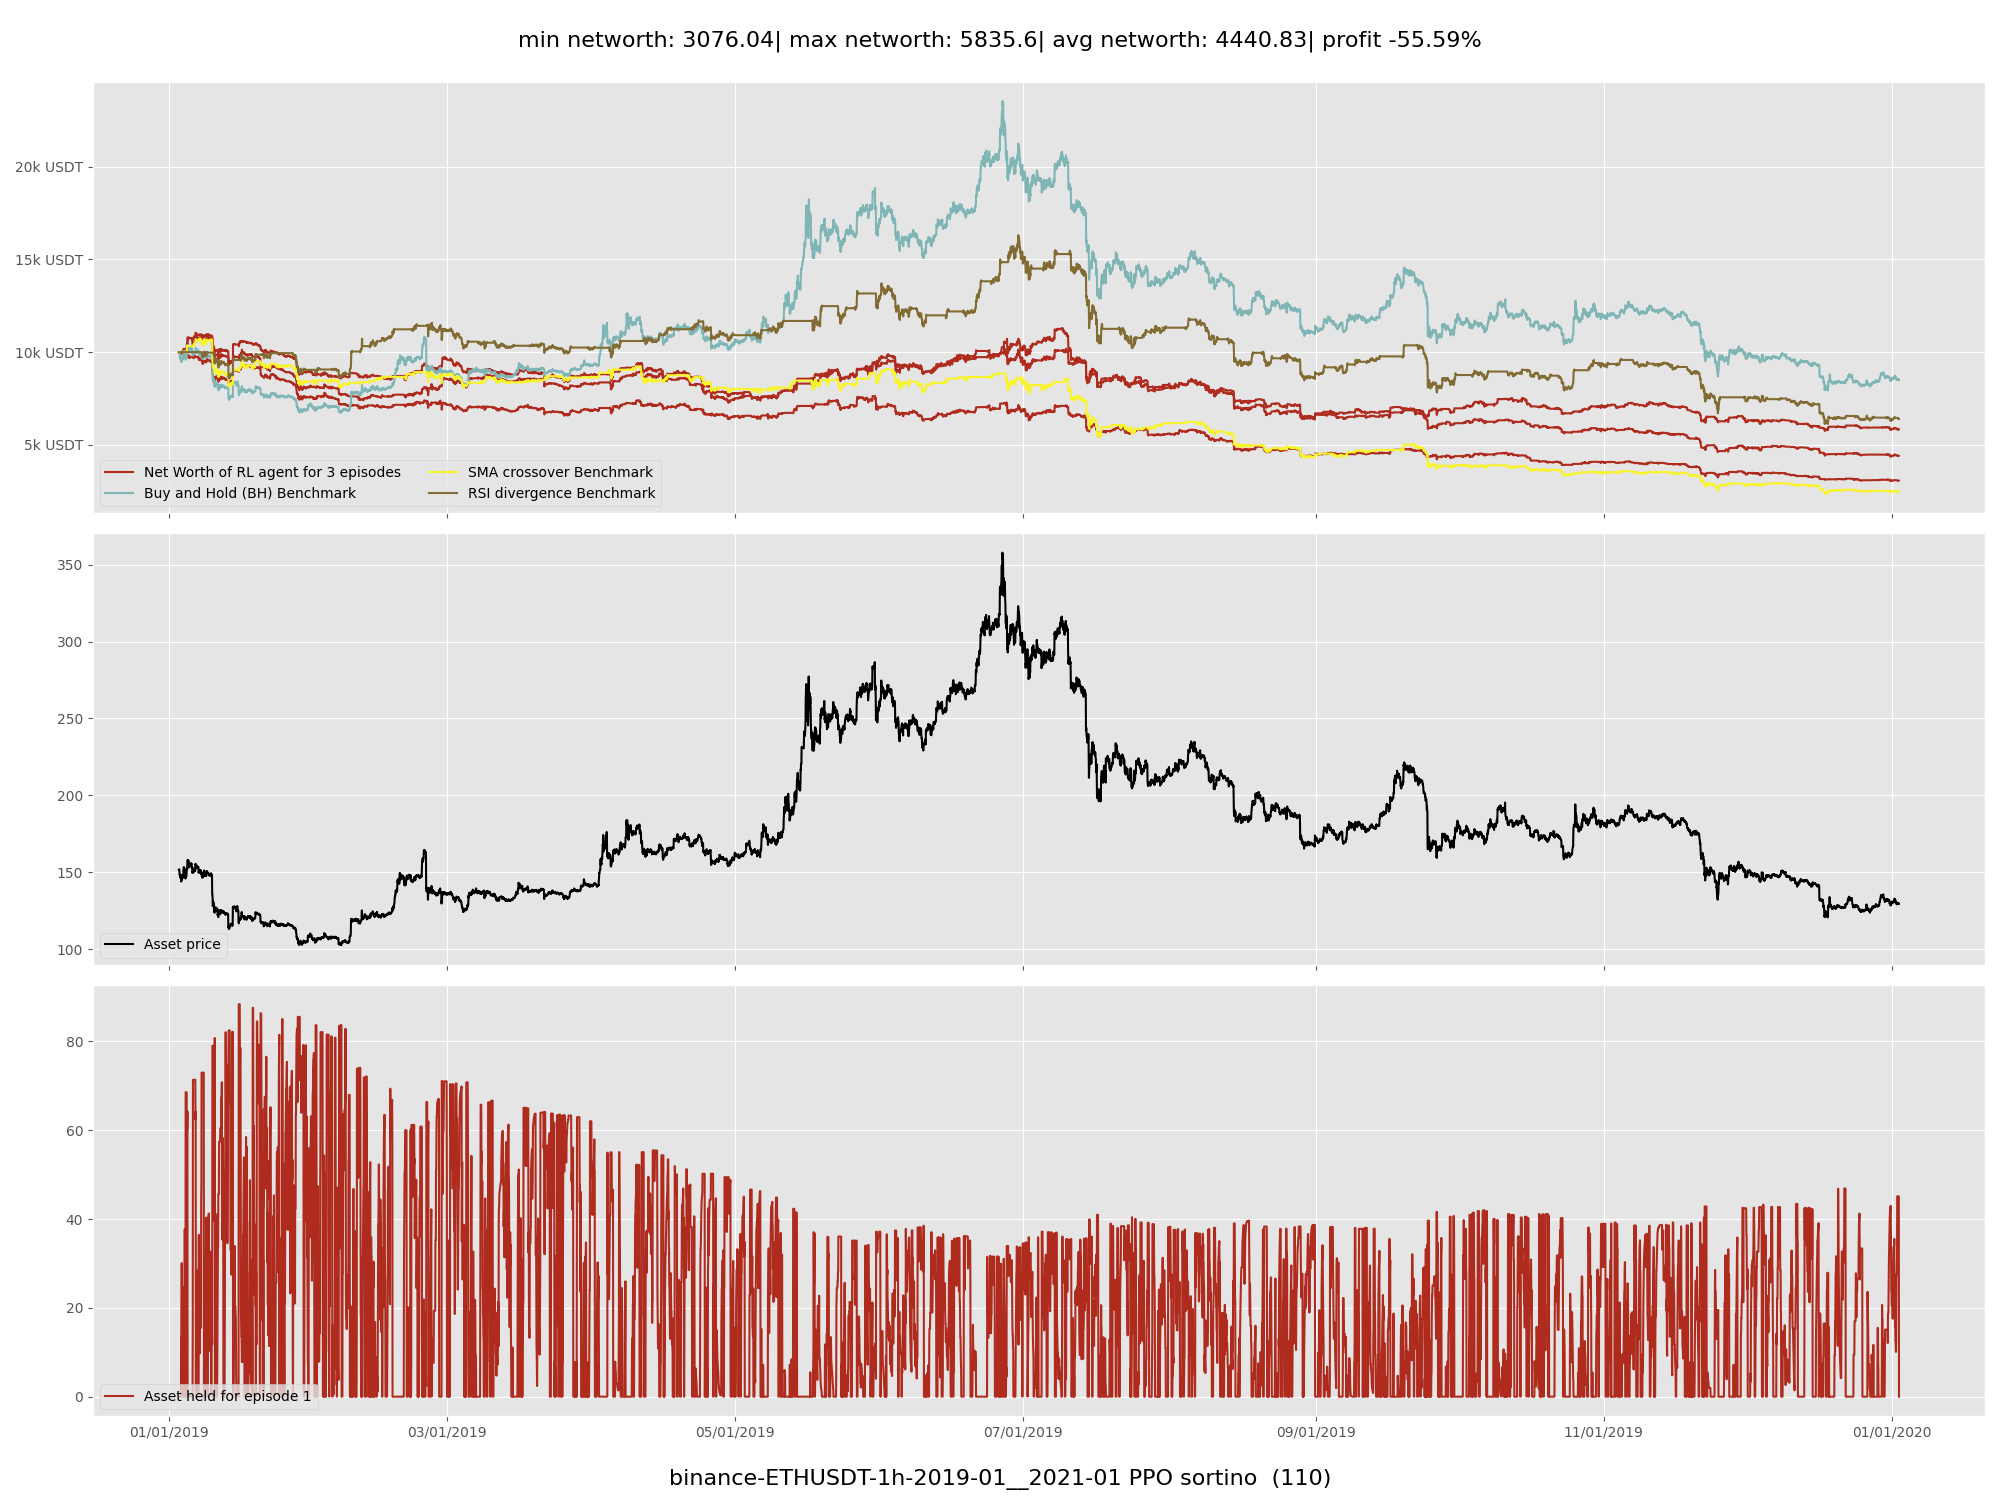 min networth: 3076.04| max networth: 5835.6| avg networth: 4440.83| profit -55.59%
20k USDT
15k USDT
10k USDT
5k USDT
Net Worth of RL agent for 3 episodes
Buy and Hold (BH) Benchmark
SMA crossover Benchmark
RSI divergence Benchmark
350
300
250
200
150
100
Asset price
80
60
40
20
0
Asset held for episode 1
01/01/2019 03/01/2019 05/01/2019 07/01/2019 09/01/2019 11/01/2019 01/01/2020
binance-ETHUSDT-1h-2019-01__2021-01 PPO sortino (110)